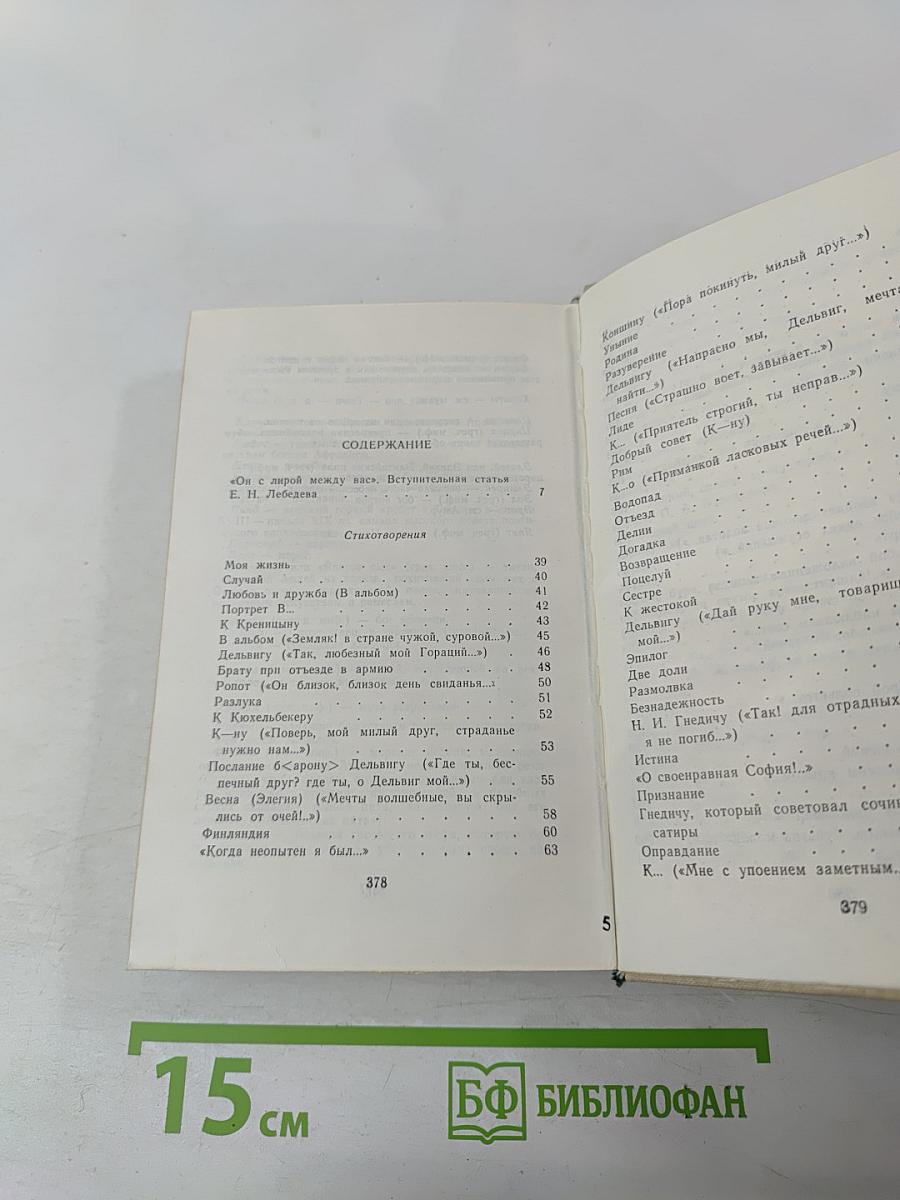 СОДЕРЖАНИЕ
«Он с лирой между вас». Вступительная статья
Е. Н. Лебедева . . . . . . . . . . 7
Стихотворения
Моя жизнь . . . . . . . . 39
Случай . . . . . . . . . 40
Любовь и дружба (В альбом) . . . . . 41
Портрет В... . . . . . . . . 42
К Креницыну . . . . . . . 43
В альбом («Земляк! в стране чужой, суровой...») 45
Дельвигу («Так, любезный мой Гораций...») . 46
Брату при отъезде в армию . . . . . 48
Ропот («Он близок, близок день свиданья... 50
Разлука . . . . . . . . 51
К Кюхельбекеру . . . . . . . 52
К—ну («Поверь, мой милый друг, страданье
нужно нам...») . . . . . . . . 53
Послание б<арону> Дельвигу («Где ты, бес-
печный друг? где ты, о Дельвиг мой...») . . 55
Весна (Элегия) («Мечты волшебные, вы скры-
лись от очей!..») . . . . . . . 58
Финляндия . . . . . . . . 60
«Когда неопытен я был...» . . . . . . 63
378
5
Коншину («Пора покинуть, милый друг...»)
Уныние
Родина
Разуверение
Дельвигу («Напрасно мы, Дельвиг, мечта
найти...»)
Песня («Страшно воет, завывает...»)
Лиде
К... («Приятель строгий, ты неправ...»)
Добрый совет (К—ну)
Рим
К...о («Приманкой ласковых речей...»)
Водопад
Отъезд
Делии
Догадка
Возвращение
Поцелуй
Сестре
К жестокой
Дельвигу («Дай руку мне, товарищ
мой...»)
Эпилог
Две доли
Размолвка
Безнадежность
Н. И. Гнедичу («Так! для отрадных
я не погиб...»)
Истина
«О своенравная София!..»
Признание
Гнедичу, который советовал сочин
сатиры
Оправдание
К... («Мне с упоением заметным..
379
15 см
БФ БИБЛИОФАН